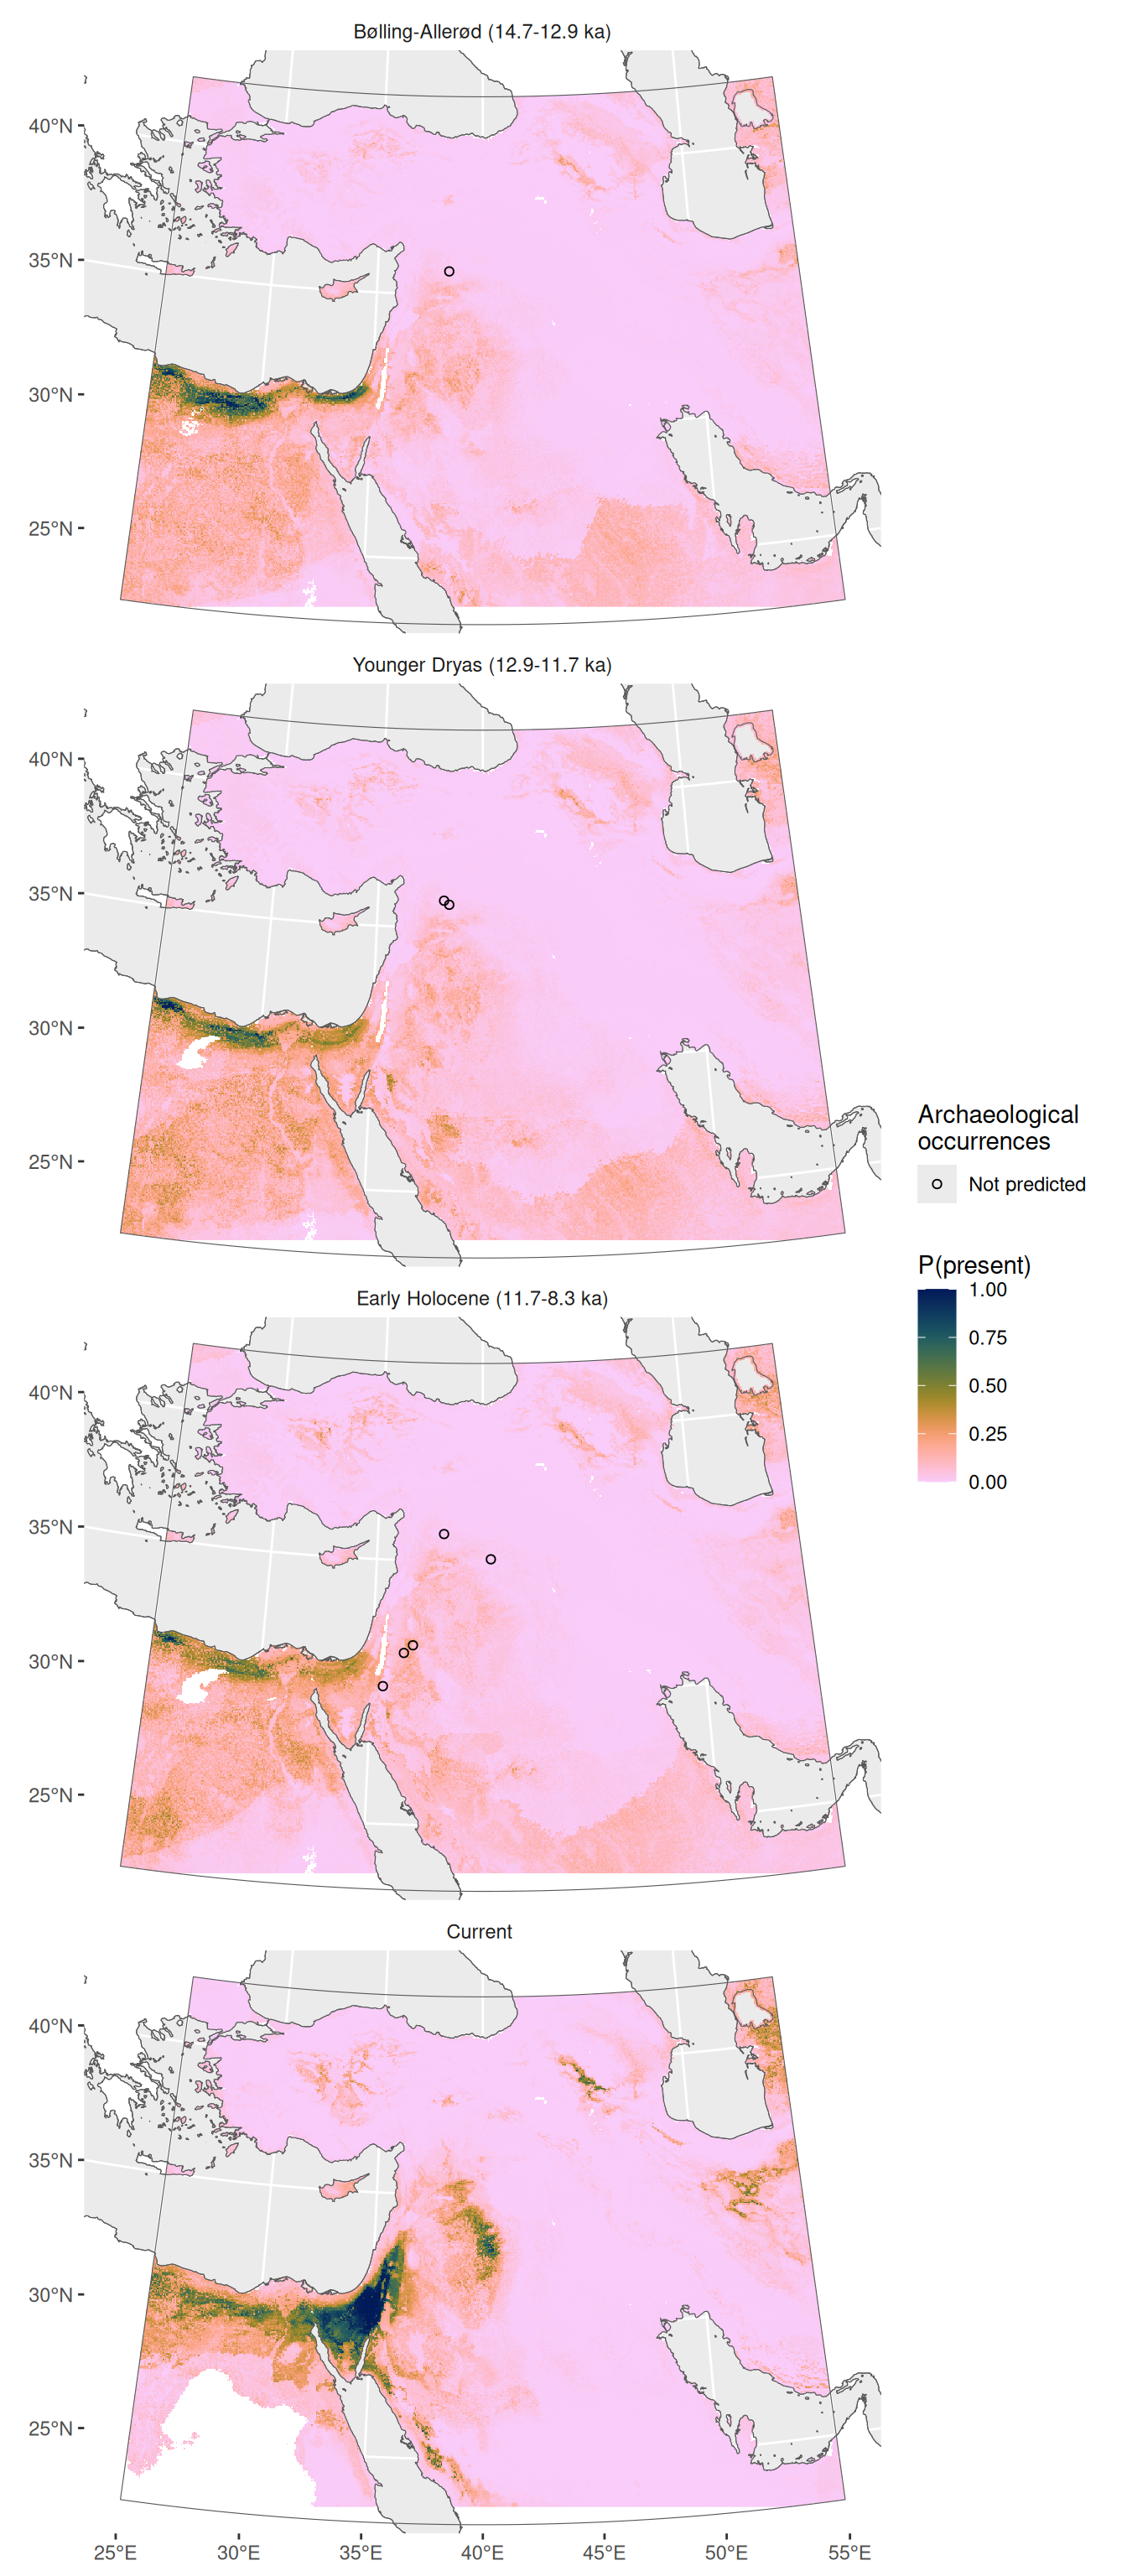 Bølling-Allerød (14.7-12.9 ka)
40°N
35°N
30°N
25°N
Younger Dryas (12.9-11.7 ka)
40°N
35°N
30°N
25°N
Archaeological
occurrences
Not predicted
P(present)
1.00
0.75
0.50
0.25
0.00
Early Holocene (11.7-8.3 ka)
40°N
35°N
30°N
25°N
Current
40°N
35°N
30°N
25°N
25°E 30°E 35°E 40°E 45°E 50°E 55°E